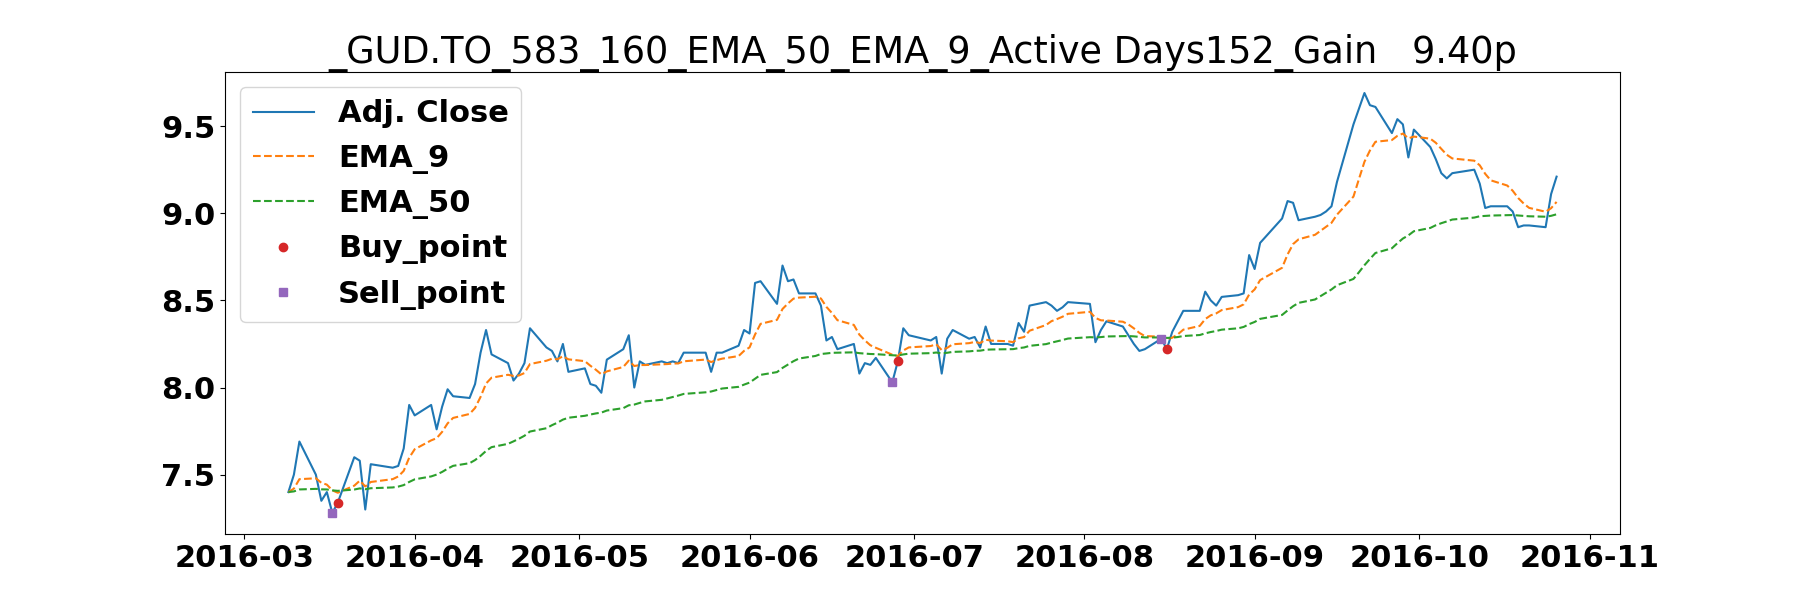 _GUD.TO_583_160_EMA_50_EMA_9_Active Days152_Gain   9.40p
Adj. Close
EMA_9
EMA_50
Buy_point
Sell_point
9.5
9.0
8.5
8.0
7.5
2016-03 2016-04 2016-05 2016-06 2016-07 2016-08 2016-09 2016-10 2016-11